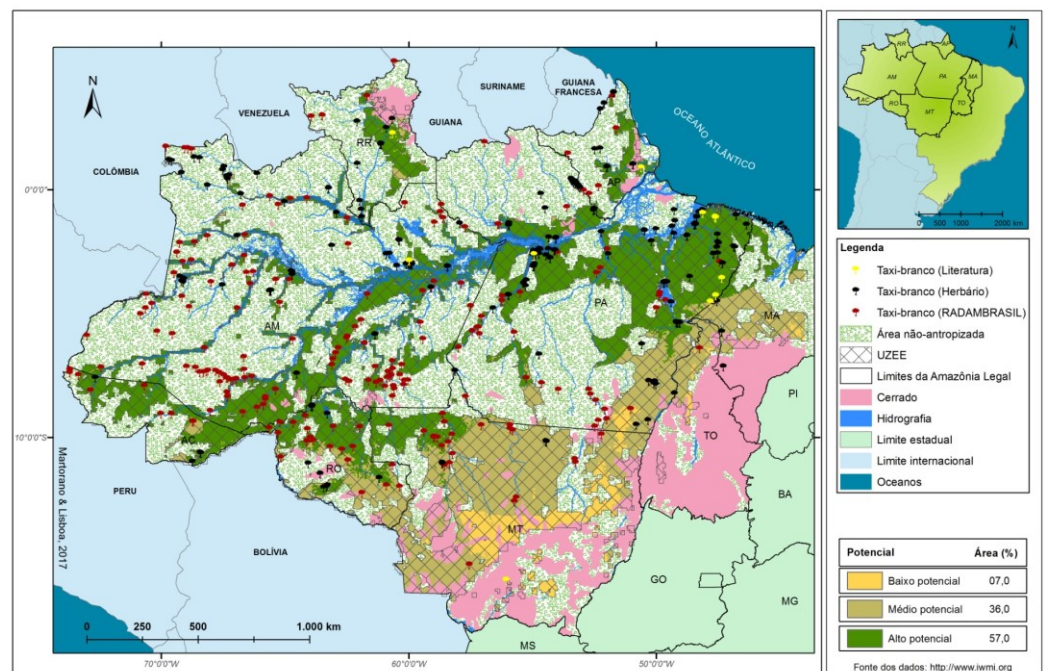 N
VENEZUELA
SURINAME
GUIANA
FRANCESA
GUIANA
COLÔMBIA
OCEANO ATLÂNTICO
RR
AP
0°0'0"
AM
PA
MA
PI
AC
RO
TO
10°0'0"S
MT
BA
PERU
BOLÍVIA
GO
MG
MS
Martorano & Lisboa, 2017
0 250 500 1.000 km
70°0'0"W
60°0'0"W
50°0'0"W
N
RR
AP
AM
PA
MA
AC
RO
TO
MT
0 500 1000 2000 km
Legenda
Taxi-branco (Literatura)
Taxi-branco (Herbário)
Taxi-branco (RADAMBRASIL)
Área não-antropizada
UZEE
Limites da Amazônia Legal
Cerrado
Hidrografia
Limite estadual
Limite internacional
Oceanos
Potencial Área (%)
Baixo potencial 07,0
Médio potencial 36,0
Alto potencial 57,0
Fonte dos dados: http://www.iwmi.org